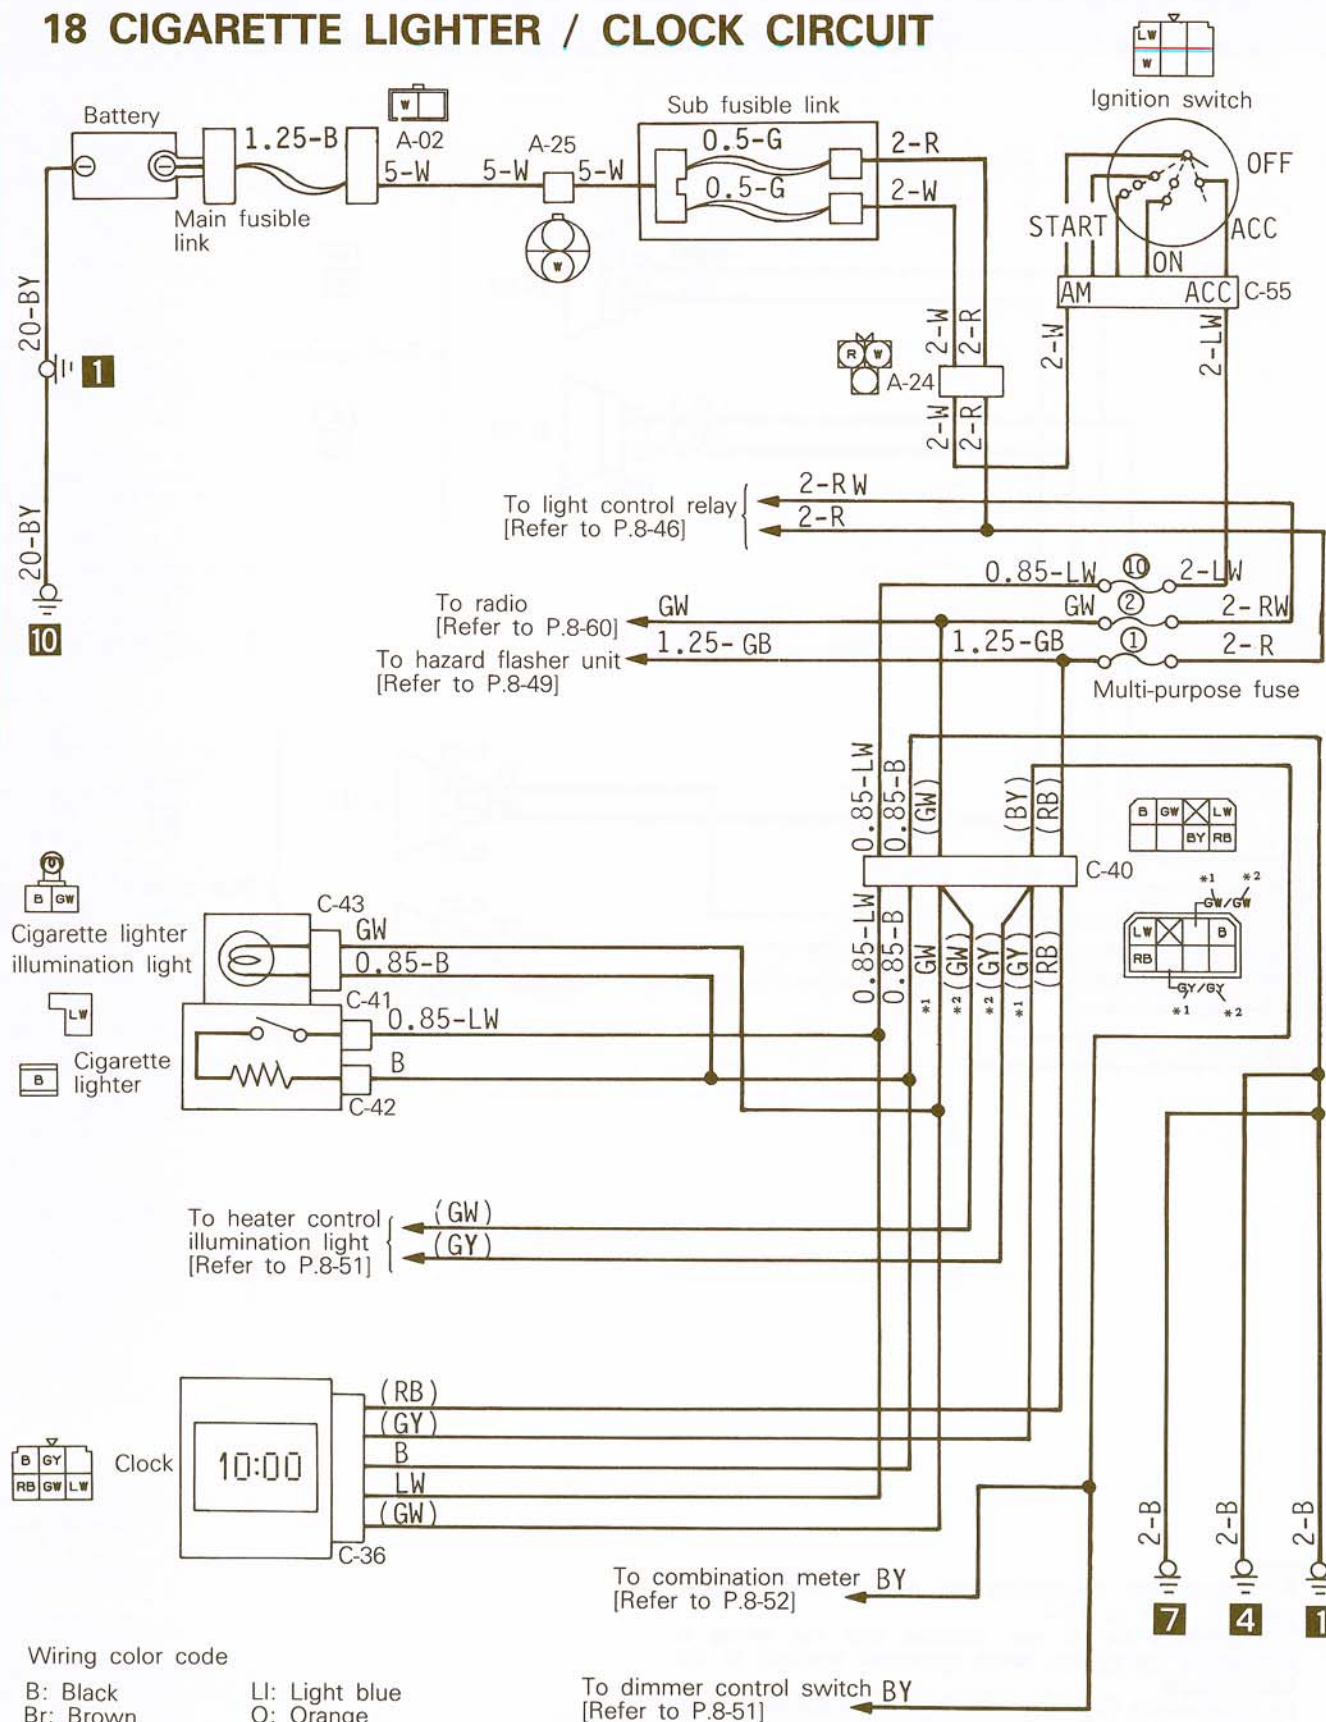 18 CIGARETTE LIGHTER / CLOCK CIRCUIT
LW
W
Ignition switch
Battery
1.25-B
W
A-02
5-W
A-25
5-W
5-W
W
Main fusible
link
Sub fusible link
0.5-G
0.5-G
2-R
2-W
OFF
START
ACC
ON
AM
ACC
C-55
20-BY
1
20-BY
10
2-W
2-R
R
W
A-24
2-W
2-R
2-W
2-LW
To light control relay
[Refer to P.8-46]
2-RW
2-R
0.85-LW
10
2-LW
To radio
[Refer to P.8-60]
GW
GW
2
2-RW
To hazard flasher unit
[Refer to P.8-49]
1.25-GB
1.25-GB
1
2-R
Multi-purpose fuse
0.85-LW
0.85-B
(GW)
(BY)
(RB)
C-40
B GW LW
BY RB
*1 *2
GW/GW
LW B
RB
GY/GY
*1 *2
0.85-LW
0.85-B
*1 GW
*2 (GW)
*2 (GY)
*1 (GY)
(RB)
B GW
Cigarette lighter
illumination light
C-43
GW
0.85-B
LW
C-41
0.85-LW
B
Cigarette
lighter
B
C-42
To heater control
illumination light
[Refer to P.8-51]
(GW)
(GY)
B GY
RB GW LW
Clock
10:00
(RB)
(GY)
B
LW
(GW)
C-36
To combination meter
[Refer to P.8-52]
BY
2-B
2-B
2-B
7
4
1
Wiring color code
B: Black
Ll: Light blue
Br: Brown
O: Orange
To dimmer control switch
[Refer to P.8-51]
BY